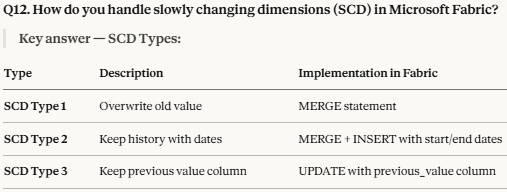 Q12. How do you handle slowly changing dimensions (SCD) in Microsoft Fabric?
Key answer — SCD Types:
Type Description Implementation in Fabric
SCD Type 1 Overwrite old value MERGE statement
SCD Type 2 Keep history with dates MERGE + INSERT with start/end dates
SCD Type 3 Keep previous value column UPDATE with previous_value column